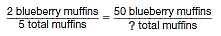 2 blueberry muffins = 50 blueberry muffins
5 total muffins ? total muffins